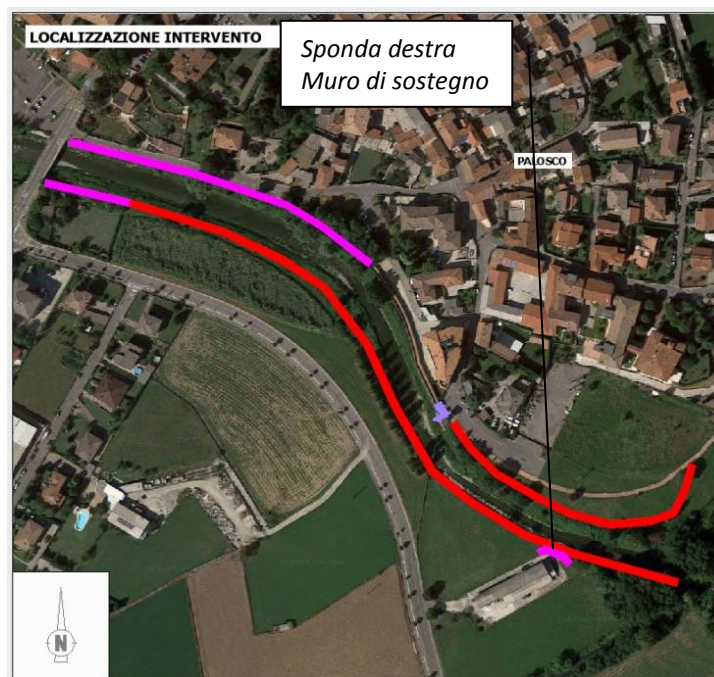 LOCALIZZAZIONE INTERVENTO
Sponda destra
Muro di sostegno
PALOSCO
N